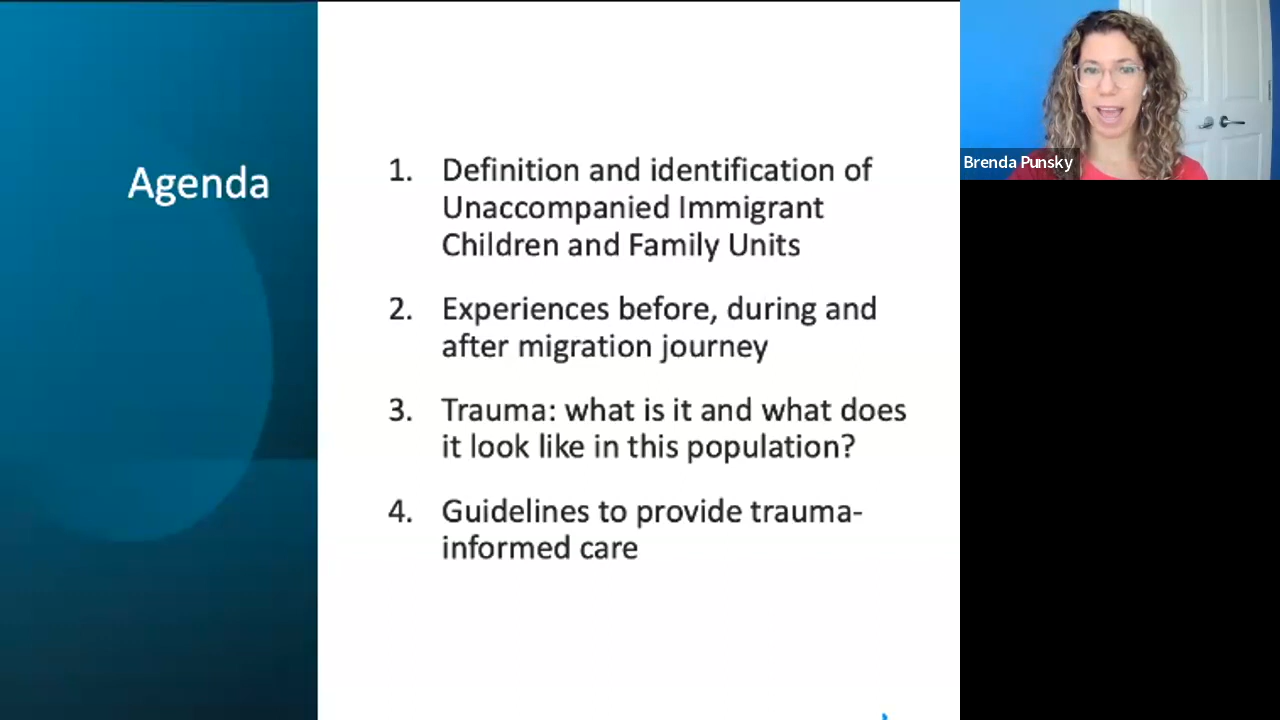 Agenda
1. Definition and identification of
Unaccompanied Immigrant
Children and Family Units
2. Experiences before, during and
after migration journey
3. Trauma: what is it and what does
it look like in this population?
4. Guidelines to provide trauma-
informed care
Brenda Punsky